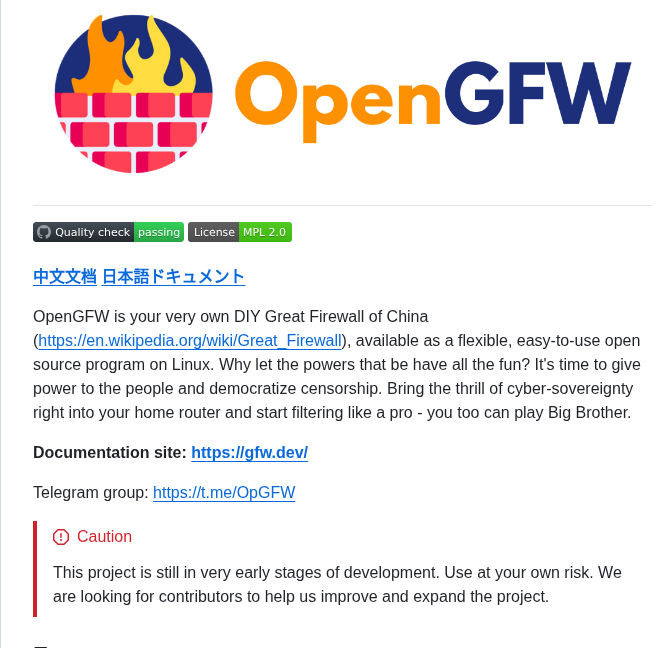 OpenGFW
Quality check passing License MPL 2.0
中文文档 日本語ドキュメント
OpenGFW is your very own DIY Great Firewall of China
(https://en.wikipedia.org/wiki/Great_Firewall), available as a flexible, easy-to-use open
source program on Linux. Why let the powers that be have all the fun? It's time to give
power to the people and democratize censorship. Bring the thrill of cyber-sovereignty
right into your home router and start filtering like a pro - you too can play Big Brother.
Documentation site: https://gfw.dev/
Telegram group: https://t.me/OpGFW
Caution
This project is still in very early stages of development. Use at your own risk. We
are looking for contributors to help us improve and expand the project.